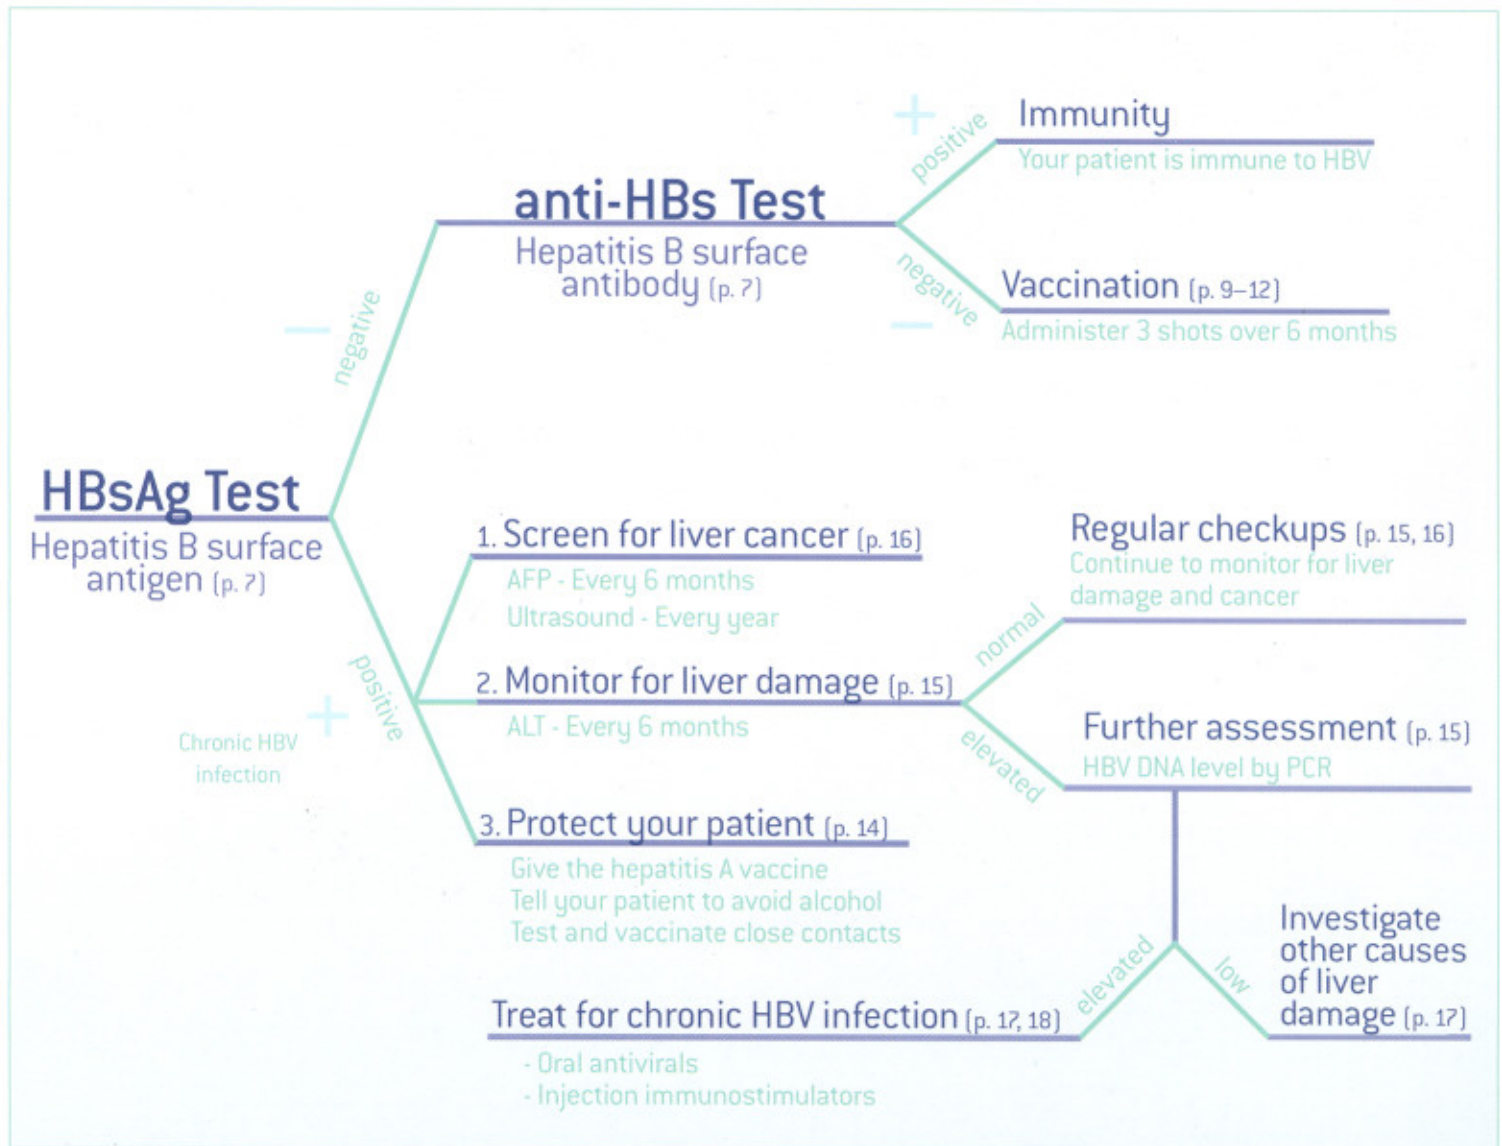 +
positive
Immunity
Your patient is immune to HBV
anti-HBs Test
Hepatitis B surface
antibody (p. 7)
negative
−
Vaccination (p. 9–12)
Administer 3 shots over 6 months
−
negative
HBsAg Test
Hepatitis B surface
antigen (p. 7)
positive
+
Chronic HBV
infection
1. Screen for liver cancer (p. 16)
AFP - Every 6 months
Ultrasound - Every year
2. Monitor for liver damage (p. 15)
ALT - Every 6 months
normal
Regular checkups (p. 15, 16)
Continue to monitor for liver
damage and cancer
elevated
Further assessment (p. 15)
HBV DNA level by PCR
3. Protect your patient (p. 14)
Give the hepatitis A vaccine
Tell your patient to avoid alcohol
Test and vaccinate close contacts
elevated
Treat for chronic HBV infection (p. 17, 18)
- Oral antivirals
- Injection immunostimulators
low
Investigate
other causes
of liver
damage (p. 17)